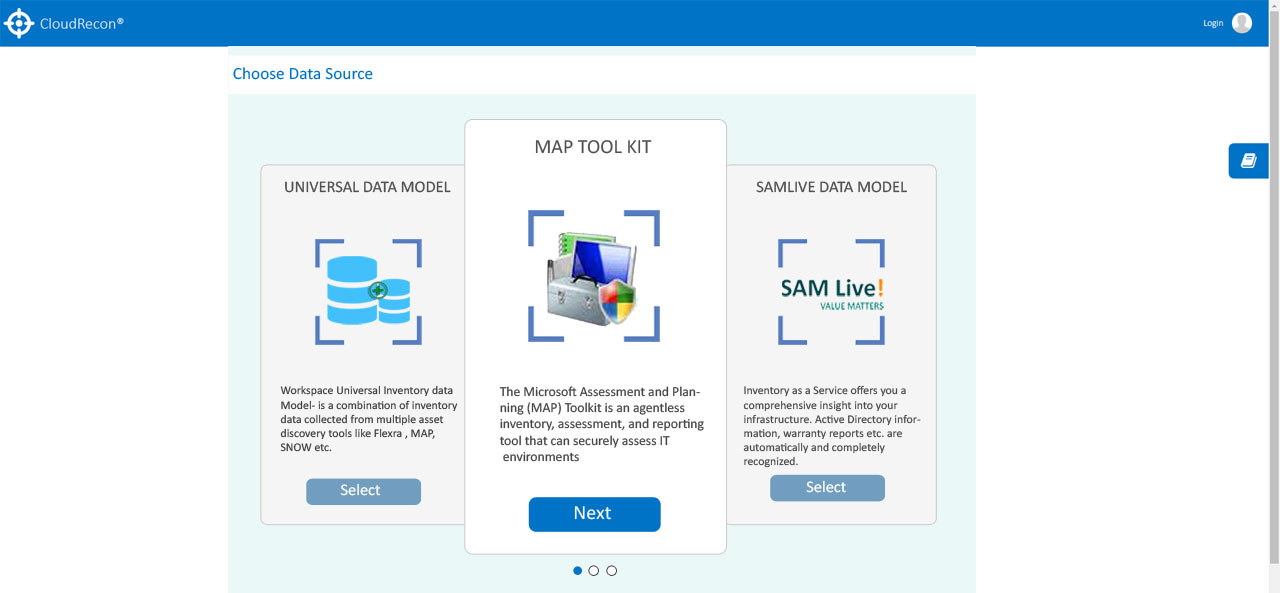 CloudRecon®
Login
Choose Data Source
UNIVERSAL DATA MODEL
Workspace Universal Inventory data
Model- is a combination of inventory
data collected from multiple asset
discovery tools like Flexra , MAP,
SNOW etc.
Select
MAP TOOL KIT
The Microsoft Assessment and Plan-
ning (MAP) Toolkit is an agentless
inventory, assessment, and reporting
tool that can securely assess IT
environments
Next
SAMLIVE DATA MODEL
SAM Live!
VALUE MATTERS
Inventory as a Service offers you a
comprehensive insight into your
infrastructure. Active Directory infor-
mation, warranty reports etc. are
automatically and completely
recognized.
Select